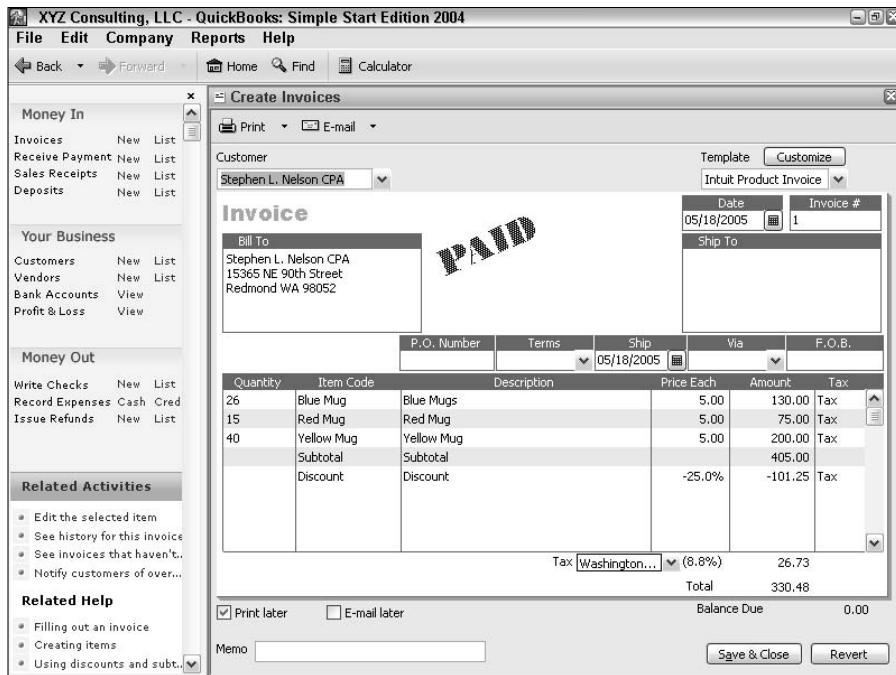 XYZ Consulting, LLC - QuickBooks: Simple Start Edition 2004
File Edit Company Reports Help
Back Forward Home Find Calculator
Money In
Invoices New List
Receive Payment New List
Sales Receipts New List
Deposits New List
Your Business
Customers New List
Vendors New List
Bank Accounts View
Profit & Loss View
Money Out
Write Checks New List
Record Expenses Cash Cred
Issue Refunds New List
Related Activities
Edit the selected item
See history for this invoice
See invoices that haven't..
Notify customers of over...
Related Help
Filling out an invoice
Creating items
Using discounts and subt..
Create Invoices
Print E-mail
Customer Template Customize
Stephen L. Nelson CPA Intuit Product Invoice
Invoice
PAID
Date Invoice #
05/18/2005 1
Bill To
Stephen L. Nelson CPA
15365 NE 90th Street
Redmond WA 98052
Ship To
P.O. Number Terms Ship Via F.O.B.
05/18/2005
Quantity Item Code Description Price Each Amount Tax
26 Blue Mug Blue Mugs 5.00 130.00 Tax
15 Red Mug Red Mug 5.00 75.00 Tax
40 Yellow Mug Yellow Mug 5.00 200.00 Tax
Subtotal Subtotal 405.00
Discount Discount -25.0% -101.25 Tax
Tax Washington... (8.8%) 26.73
Total 330.48
Print later E-mail later Balance Due 0.00
Memo Save & Close Revert